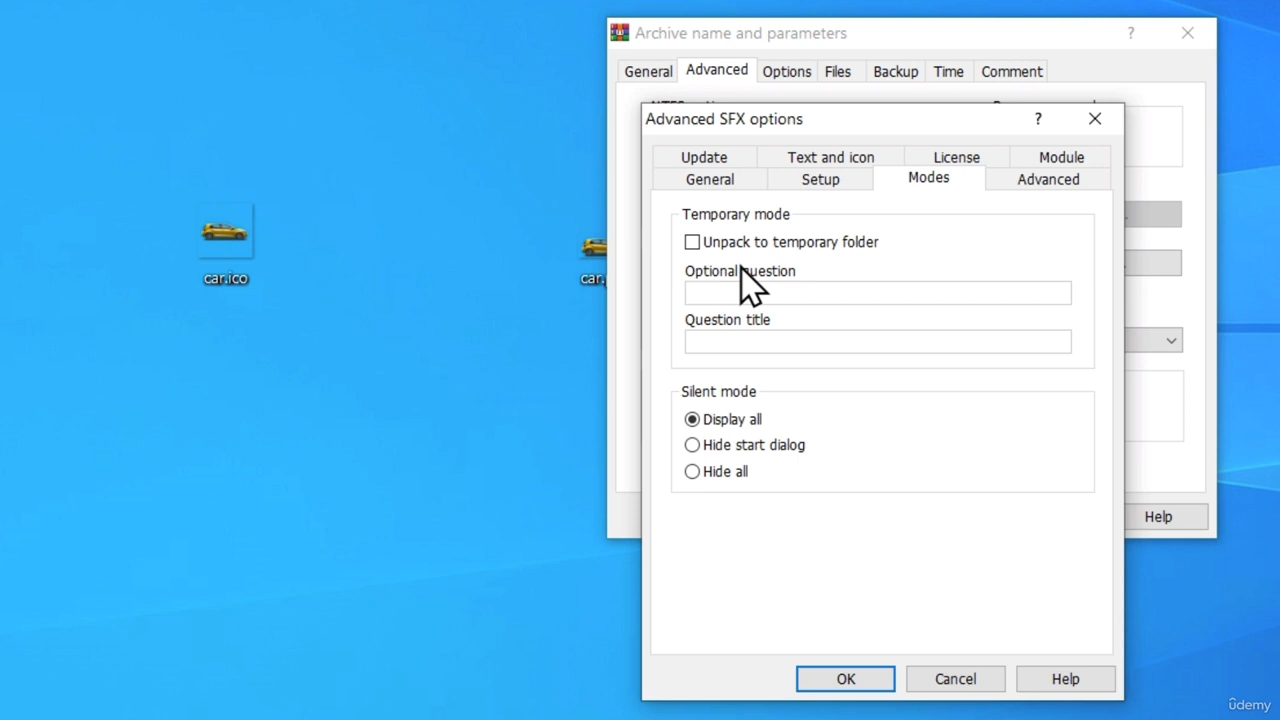 Archive name and parameters
?
General
Advanced
Options
Files
Backup
Time
Comment
Advanced SFX options
?
Update
Text and icon
License
Module
General
Setup
Modes
Advanced
Temporary mode
Unpack to temporary folder
Optional question
Question title
Silent mode
Display all
Hide start dialog
Hide all
OK
Cancel
Help
Help
car.ico
car.
udemy